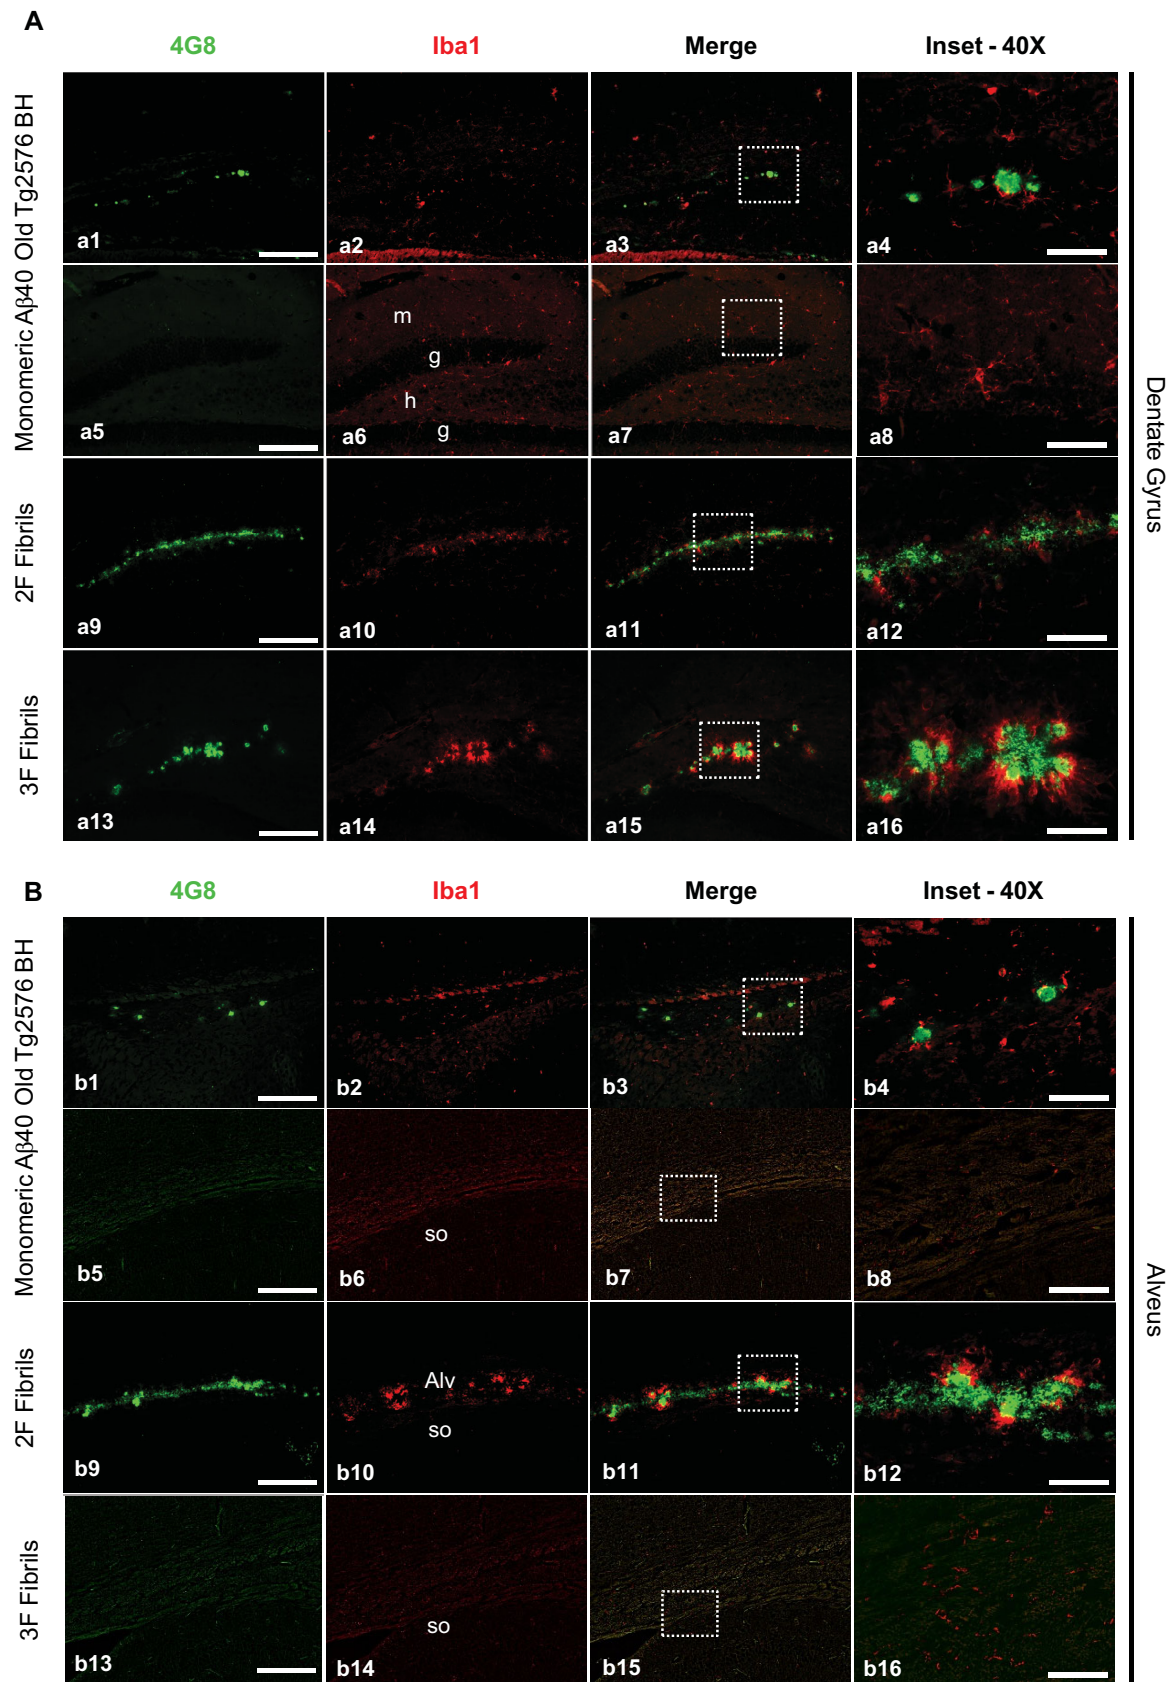 A
4G8
Iba1
Merge
Inset - 40X
Old Tg2576 BH
a1
a2
a3
a4
Monomeric Aβ40
m
g
h
g
a5
a6
a7
a8
2F Fibrils
a9
a10
a11
a12
3F Fibrils
a13
a14
a15
a16
Dentate Gyrus
B
4G8
Iba1
Merge
Inset - 40X
Old Tg2576 BH
b1
b2
b3
b4
Monomeric Aβ40
so
b5
b6
b7
b8
2F Fibrils
Alv
so
b9
b10
b11
b12
3F Fibrils
so
b13
b14
b15
b16
Alveus